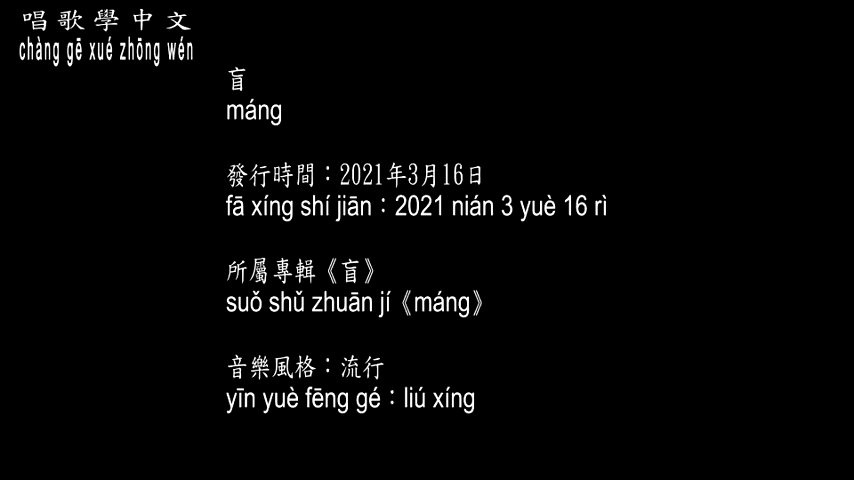 唱歌學中文
chàng gē xué zhōng wén
盲
máng
發行時間：2021年3月16日
fā xíng shí jiān：2021 nián 3 yuè 16 rì
所屬專輯《盲》
suǒ shǔ zhuān jí《máng》
音樂風格：流行
yīn yuè fēng gé：liú xíng